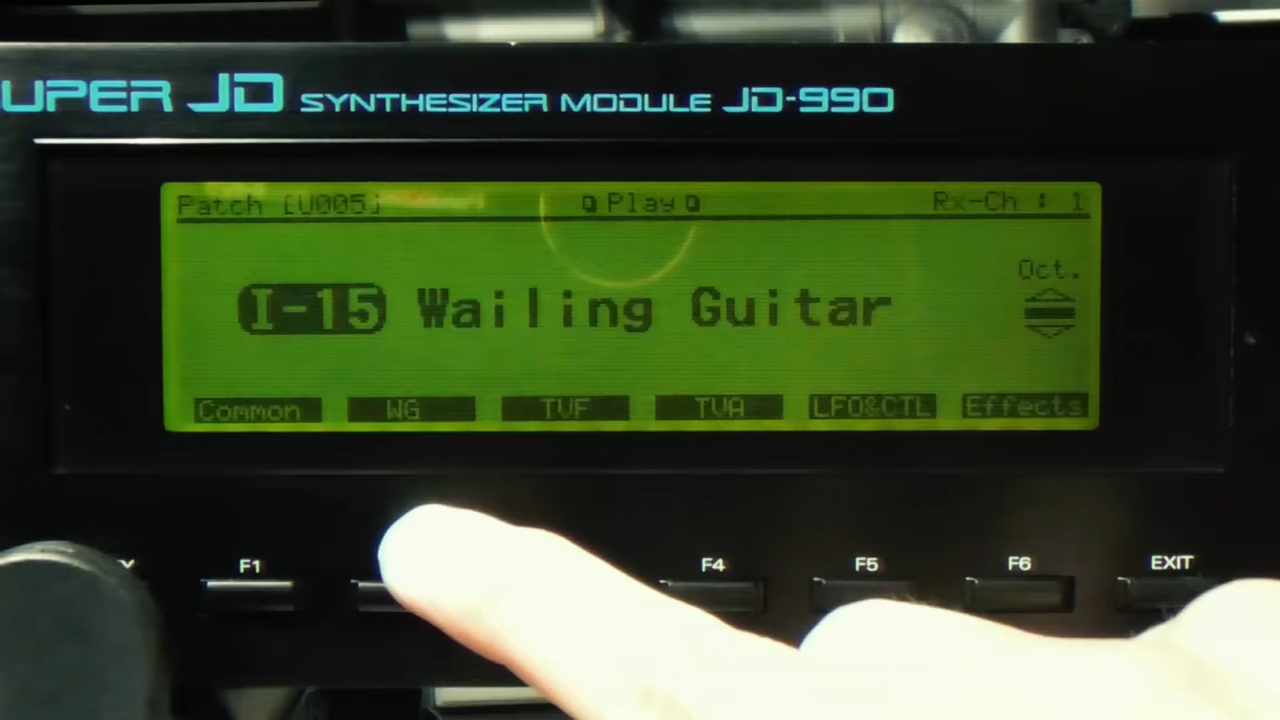 UPER JD SYNTHESIZER MODULE JD-990
Patch [U005] Play Rx-Ch : 1
Oct.
I-15 Wailing Guitar
Common WG TVF TVA LFO&CTL Effects
F1 F4 F5 F6 EXIT